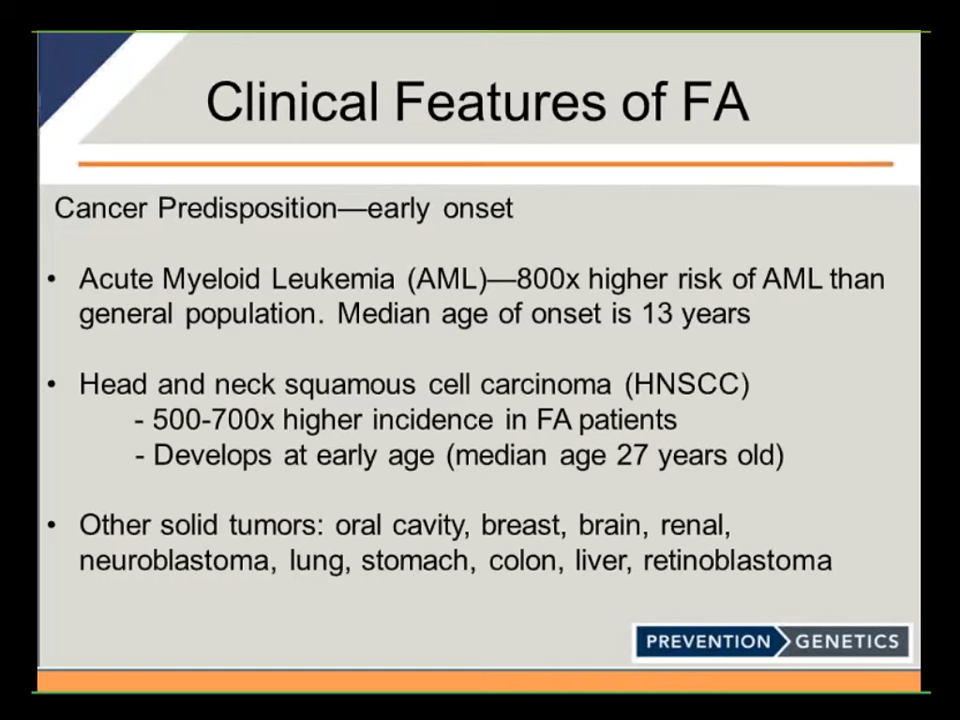 Clinical Features of FA
Cancer Predisposition—early onset
• Acute Myeloid Leukemia (AML)—800x higher risk of AML than
general population. Median age of onset is 13 years
• Head and neck squamous cell carcinoma (HNSCC)
- 500-700x higher incidence in FA patients
- Develops at early age (median age 27 years old)
• Other solid tumors: oral cavity, breast, brain, renal,
neuroblastoma, lung, stomach, colon, liver, retinoblastoma
PREVENTION GENETICS